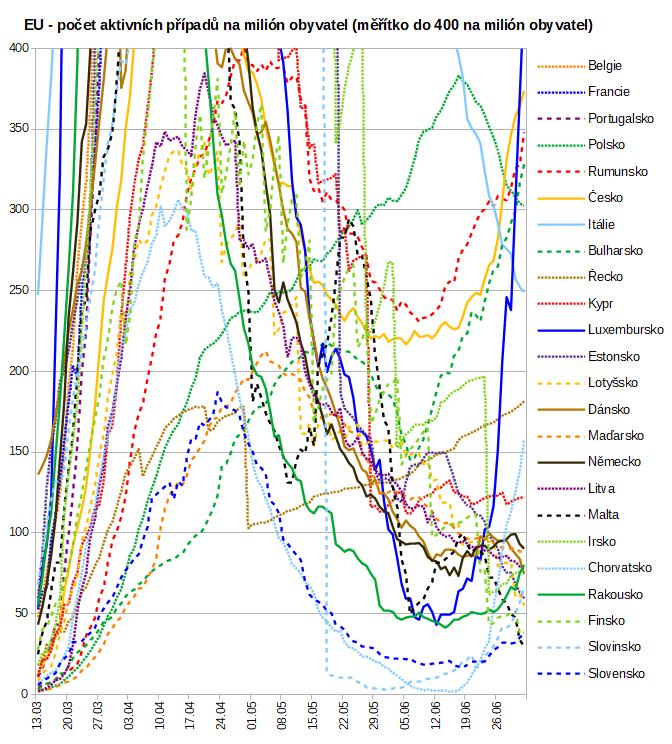 EU - počet aktivních případů na milión obyvatel (měřítko do 400 na milión obyvatel)
400
350
300
250
200
150
100
50
0
13.03
20.03
27.03
03.04
10.04
17.04
24.04
01.05
08.05
15.05
22.05
29.05
05.06
12.06
19.06
26.06
Belgie
Francie
Portugalsko
Polsko
Rumunsko
Česko
Itálie
Bulharsko
Řecko
Kypr
Luxembursko
Estonsko
Lotyšsko
Dánsko
Maďarsko
Německo
Litva
Malta
Irsko
Chorvatsko
Rakousko
Finsko
Slovinsko
Slovensko